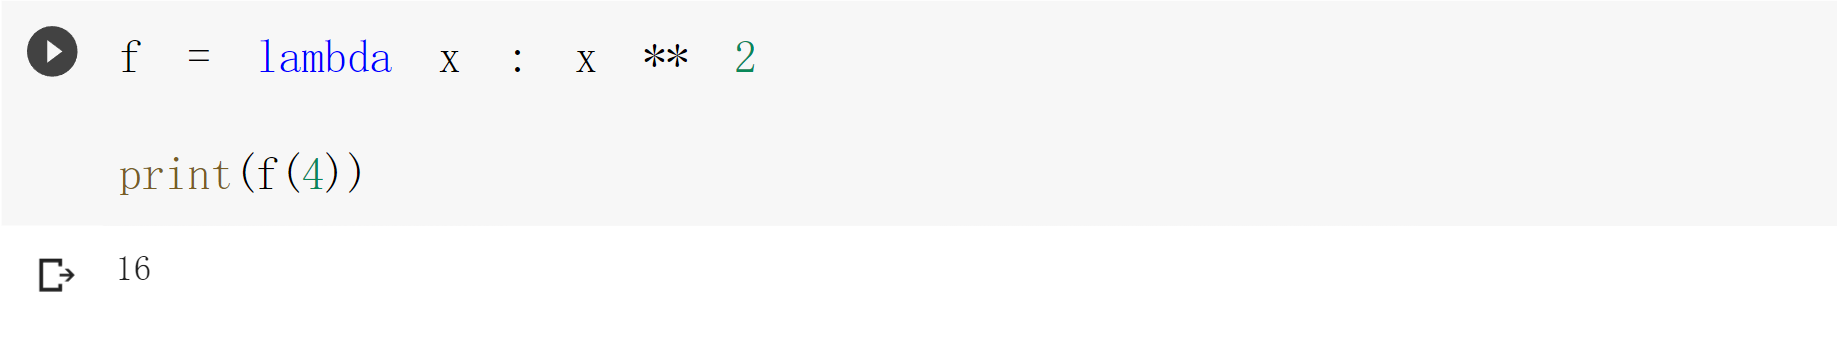 f = lambda x : x ** 2
print(f(4))
16